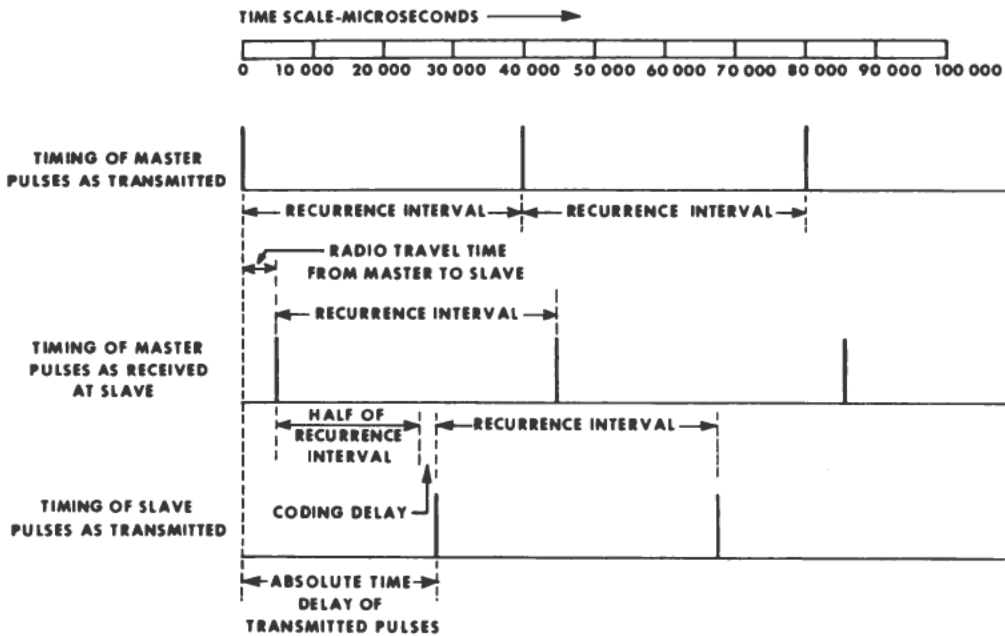 TIME SCALE-MICROSECONDS
0 10 000 20 000 30 000 40 000 50 000 60 000 70 000 80 000 90 000 100 000
TIMING OF MASTER
PULSES AS TRANSMITTED
RECURRENCE INTERVAL RECURRENCE INTERVAL
RADIO TRAVEL TIME
FROM MASTER TO SLAVE
RECURRENCE INTERVAL
TIMING OF MASTER
PULSES AS RECEIVED
AT SLAVE
HALF OF
RECURRENCE
INTERVAL
RECURRENCE INTERVAL
CODING DELAY
TIMING OF SLAVE
PULSES AS TRANSMITTED
ABSOLUTE TIME
DELAY OF
TRANSMITTED PULSES